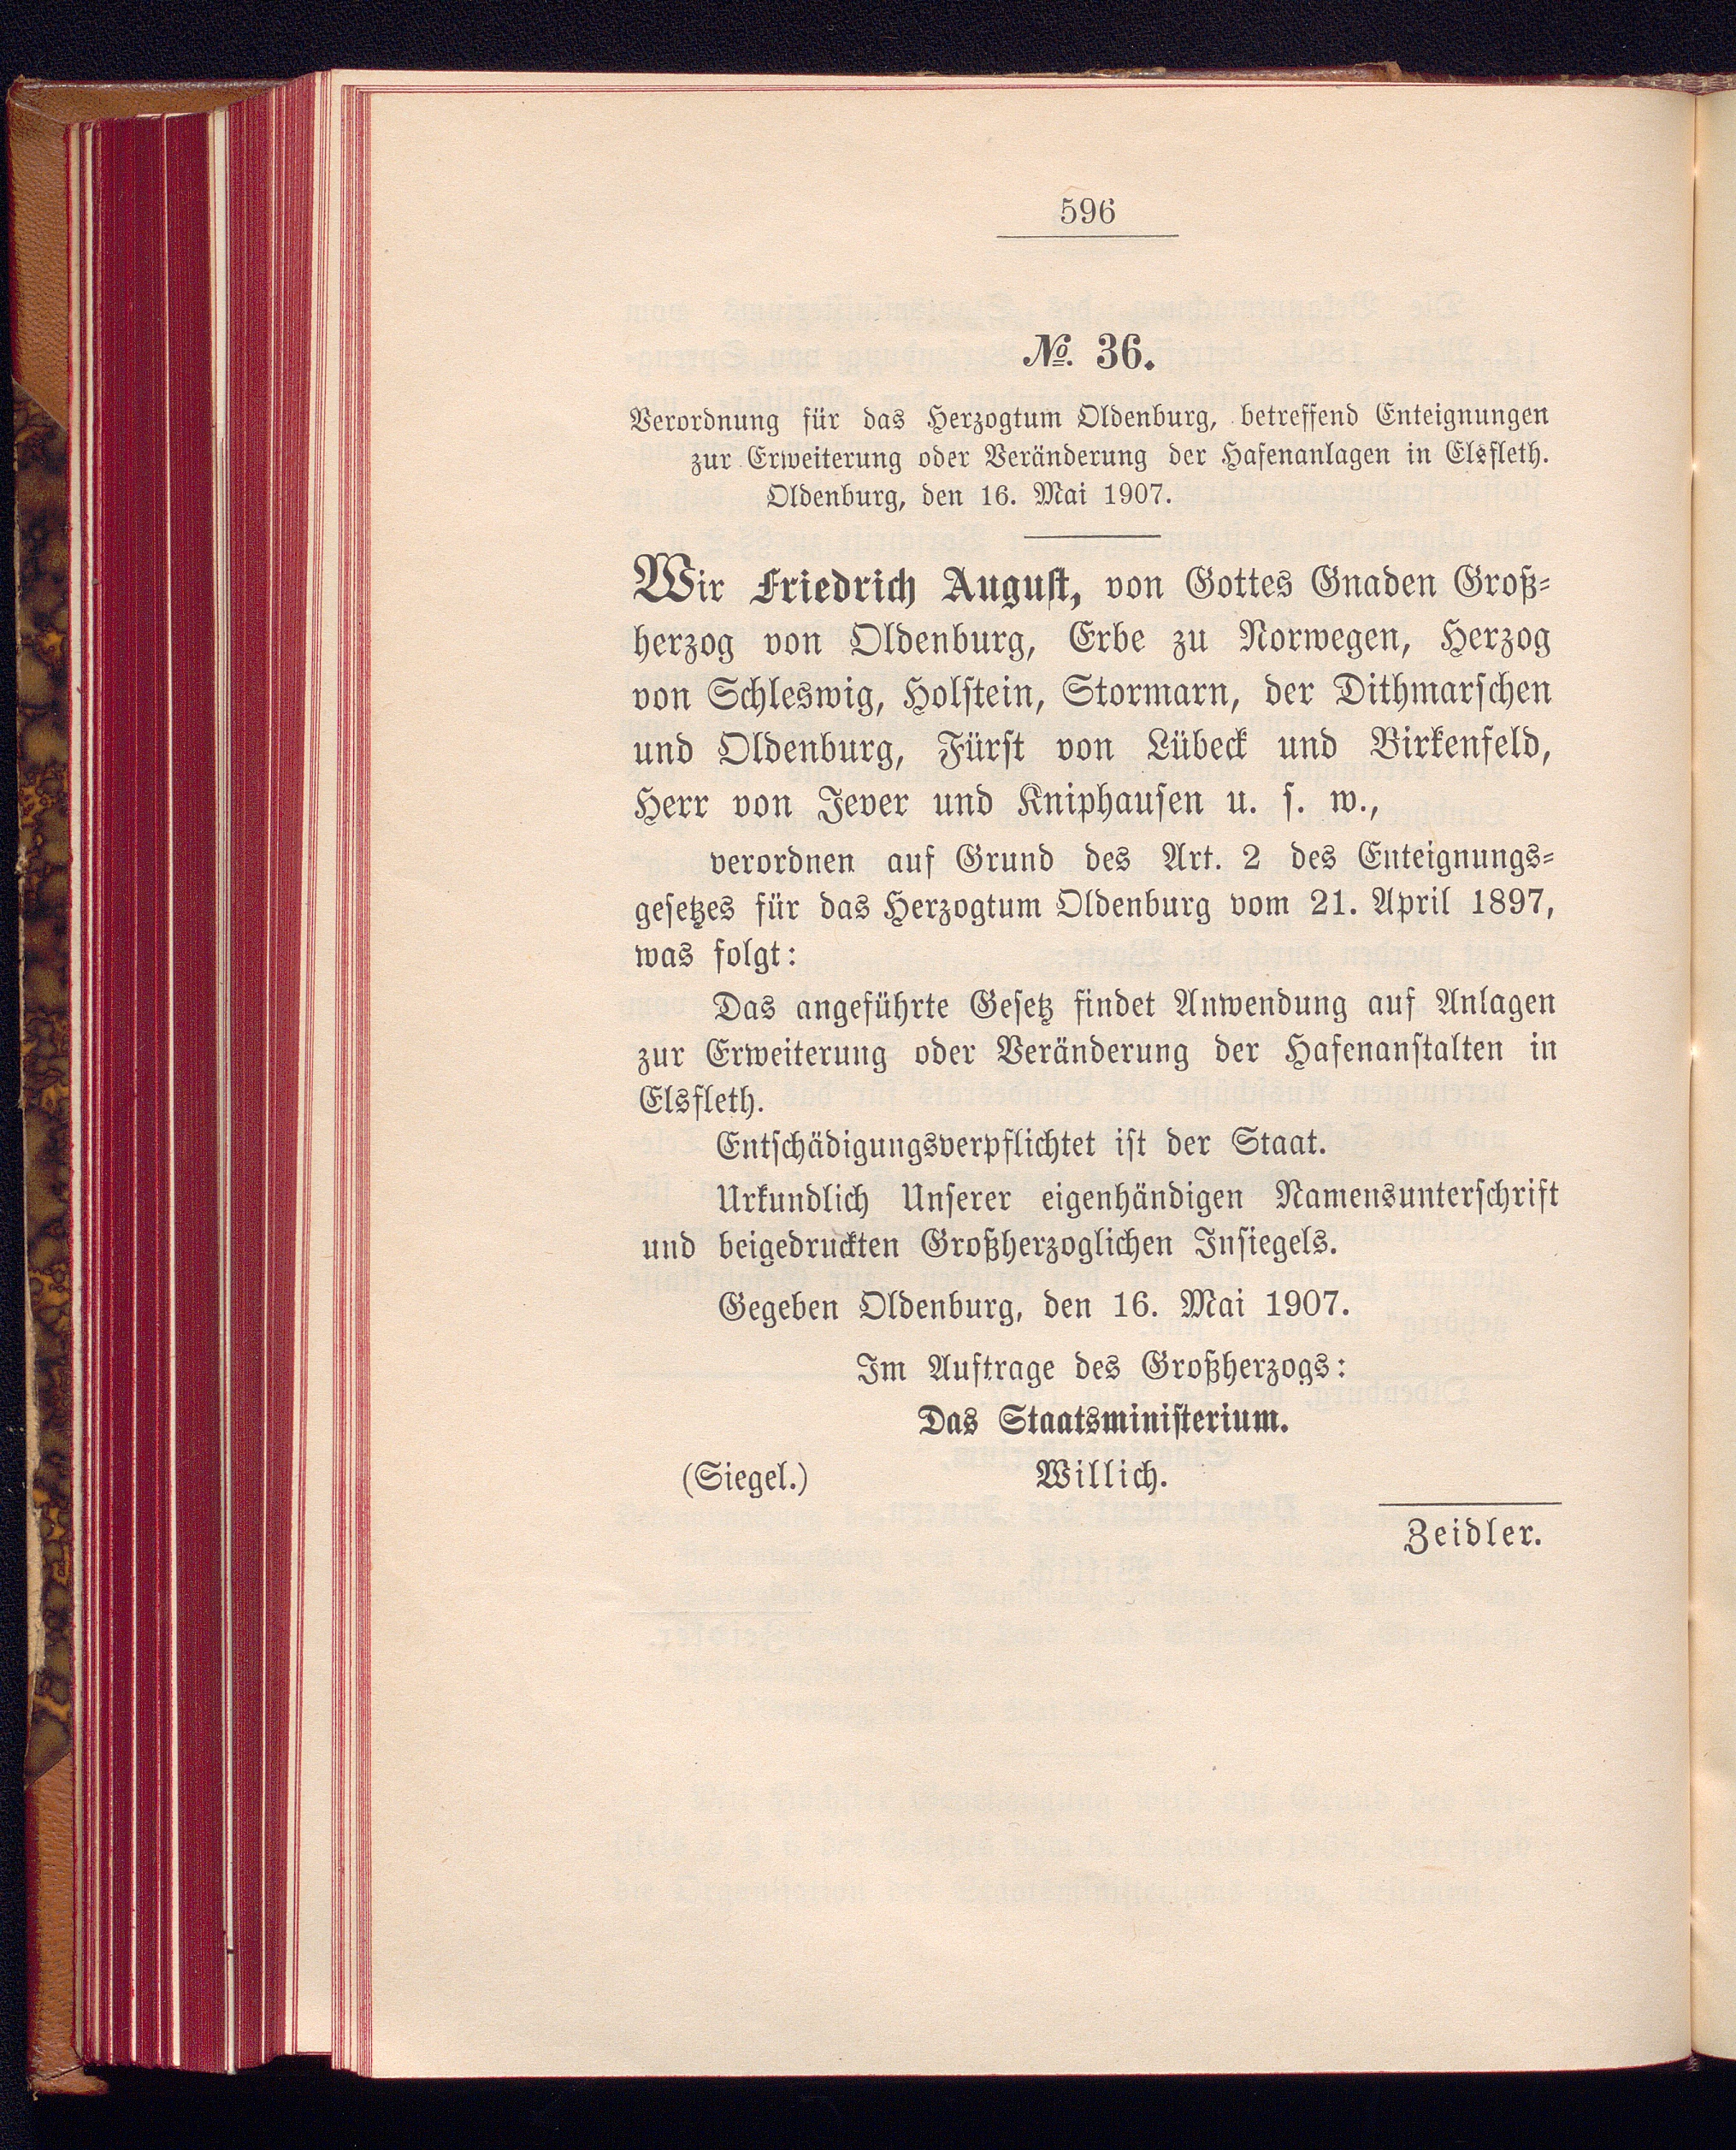 596
№. 36.
Verordnung für das Herzogtum Oldenburg, betreffend Enteignungen
zur Erweiterung oder Veränderung der Hafenanlagen in Elsfleth.
Oldenburg, den 16. Mai 1907.
Wir Friedrich August, von Gottes Gnaden Groß-
herzog von Oldenburg, Erbe zu Norwegen, Herzog
von Schleswig, Holstein, Stormarn, der Dithmarschen
und Oldenburg, Fürst von Lübeck und Birkenfeld,
Herr von Jever und Kniphausen u. s. w.,
verordnen auf Grund des Art. 2 des Enteignungs-
gesetzes für das Herzogtum Oldenburg vom 21. April 1897,
was folgt:
Das angeführte Gesetz findet Anwendung auf Anlagen
zur Erweiterung oder Veränderung der Hafenanstalten in
Elsfleth.
Entschädigungsverpflichtet ist der Staat.
Urkundlich Unserer eigenhändigen Namensunterschrift
und beigedruckten Großherzoglichen Insiegels.
Gegeben Oldenburg, den 16. Mai 1907.
Im Auftrage des Großherzogs:
Das Staatsministerium.
(Siegel.) Willich.
Zeidler.